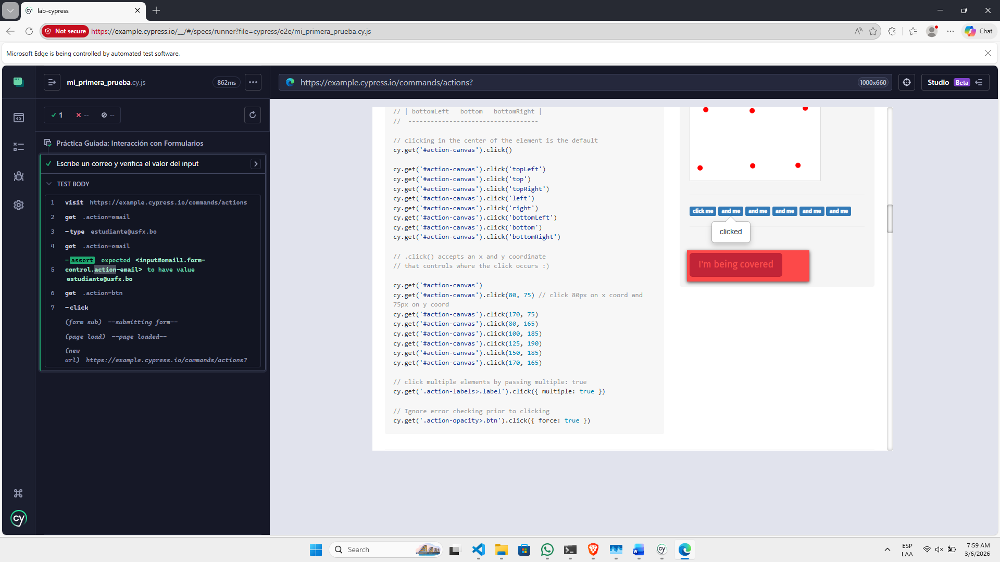 lab-cypress
Not secure https://example.cypress.io/__/#/specs/runner?file=cypress/e2e/mi_primera_prueba.cy.js
Chat
Microsoft Edge is being controlled by automated test software.
mi_primera_prueba.cy.js
862ms
https://example.cypress.io/commands/actions?
1000x660
Studio Beta
1 -- --
Práctica Guiada: Interacción con Formularios
Escribe un correo y verifica el valor del input
TEST BODY
1 visit https://example.cypress.io/commands/actions
2 get .action-email
3 -type estudiante@usfx.bo
4 get .action-email
5 -assert expected <input#email1.form-
control.action-email> to have value
estudiante@usfx.bo
6 get .action-btn
7 -click
(form sub) --submitting form--
(page load) --page loaded--
(new
url) https://example.cypress.io/commands/actions?
cy
// | bottomLeft bottom bottomRight |
// -----------------------------------
// clicking in the center of the element is the default
cy.get('#action-canvas').click()
cy.get('#action-canvas').click('topLeft')
cy.get('#action-canvas').click('top')
cy.get('#action-canvas').click('topRight')
cy.get('#action-canvas').click('left')
cy.get('#action-canvas').click('right')
cy.get('#action-canvas').click('bottomLeft')
cy.get('#action-canvas').click('bottom')
cy.get('#action-canvas').click('bottomRight')
// .click() accepts an x and y coordinate
// that controls where the click occurs :)
cy.get('#action-canvas')
cy.get('#action-canvas').click(80, 75) // click 80px on x coord and
75px on y coord
cy.get('#action-canvas').click(170, 75)
cy.get('#action-canvas').click(80, 165)
cy.get('#action-canvas').click(100, 185)
cy.get('#action-canvas').click(125, 190)
cy.get('#action-canvas').click(150, 185)
cy.get('#action-canvas').click(170, 165)
// click multiple elements by passing multiple: true
cy.get('.action-labels>.label').click({ multiple: true })
// Ignore error checking prior to clicking
cy.get('.action-opacity>.btn').click({ force: true })
click me and me and me and me and me and me
clicked
I'm being covered
Search
ESP
LAA
7:59 AM
3/6/2026